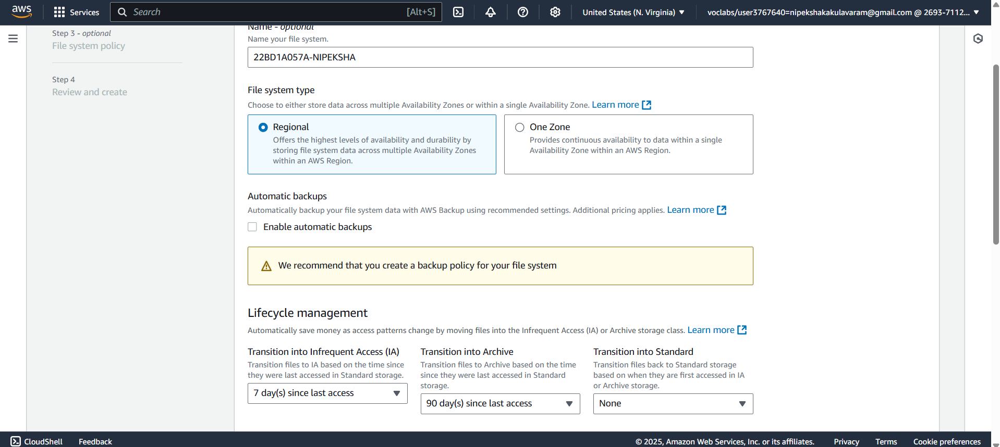 aws
Services
Search
[Alt+S]
United States (N. Virginia)
voclabs/user3767640=nipekshakakulavaram@gmail.com @ 2693-7112...
Step 3 - optional
File system policy
Step 4
Review and create
Name - optional
Name your file system.
22BD1A057A-NIPEKSHA
File system type
Choose to either store data across multiple Availability Zones or within a single Availability Zone. Learn more
Regional
Offers the highest levels of availability and durability by
storing file system data across multiple Availability Zones
within an AWS Region.
One Zone
Provides continuous availability to data within a single
Availability Zone within an AWS Region.
Automatic backups
Automatically backup your file system data with AWS Backup using recommended settings. Additional pricing applies. Learn more
Enable automatic backups
We recommend that you create a backup policy for your file system
Lifecycle management
Automatically save money as access patterns change by moving files into the Infrequent Access (IA) or Archive storage class. Learn more
Transition into Infrequent Access (IA)
Transition files to IA based on the time since
they were last accessed in Standard storage.
7 day(s) since last access
Transition into Archive
Transition files to Archive based on the time
since they were last accessed in Standard
storage.
90 day(s) since last access
Transition into Standard
Transition files back to Standard storage
based on when they are first accessed in IA
or Archive storage.
None
CloudShell
Feedback
© 2025, Amazon Web Services, Inc. or its affiliates.
Privacy
Terms
Cookie preferences